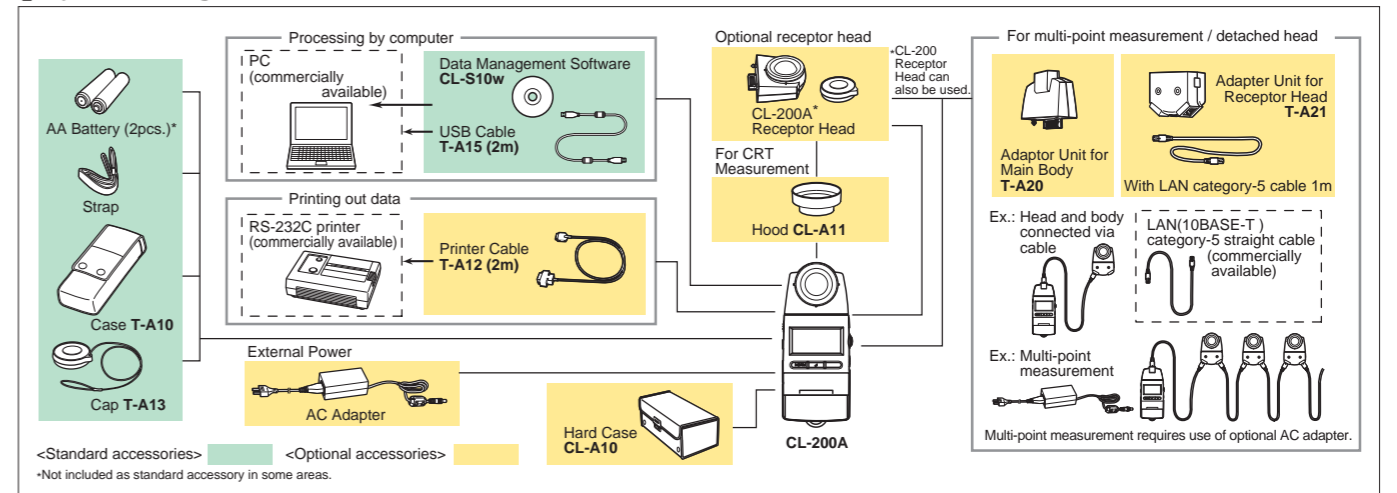 AA Battery (2pcs.)*
Strap
Case T-A10
Cap T-A13
Processing by computer
PC
(commercially
available)
Data Management Software
CL-S10w
USB Cable
T-A15 (2m)
Printing out data
RS-232C printer
(commercially available)
Printer Cable
T-A12 (2m)
External Power
AC Adapter
Optional receptor head
CL-200A*
Receptor Head
*CL-200
Receptor
Head can
also be used.
For CRT
Measurement
Hood CL-A11
Hard Case
CL-A10
CL-200A
For multi-point measurement / detached head
Adaptor Unit for
Main Body
T-A20
Adapter Unit for
Receptor Head
T-A21
With LAN category-5 cable 1m
Ex.: Head and body
connected via
cable
LAN(10BASE-T )
category-5 straight cable
(commercially
available)
Ex.: Multi-point
measurement
Multi-point measurement requires use of optional AC adapter.
<Standard accessories>
<Optional accessories>
*Not included as standard accessory in some areas.